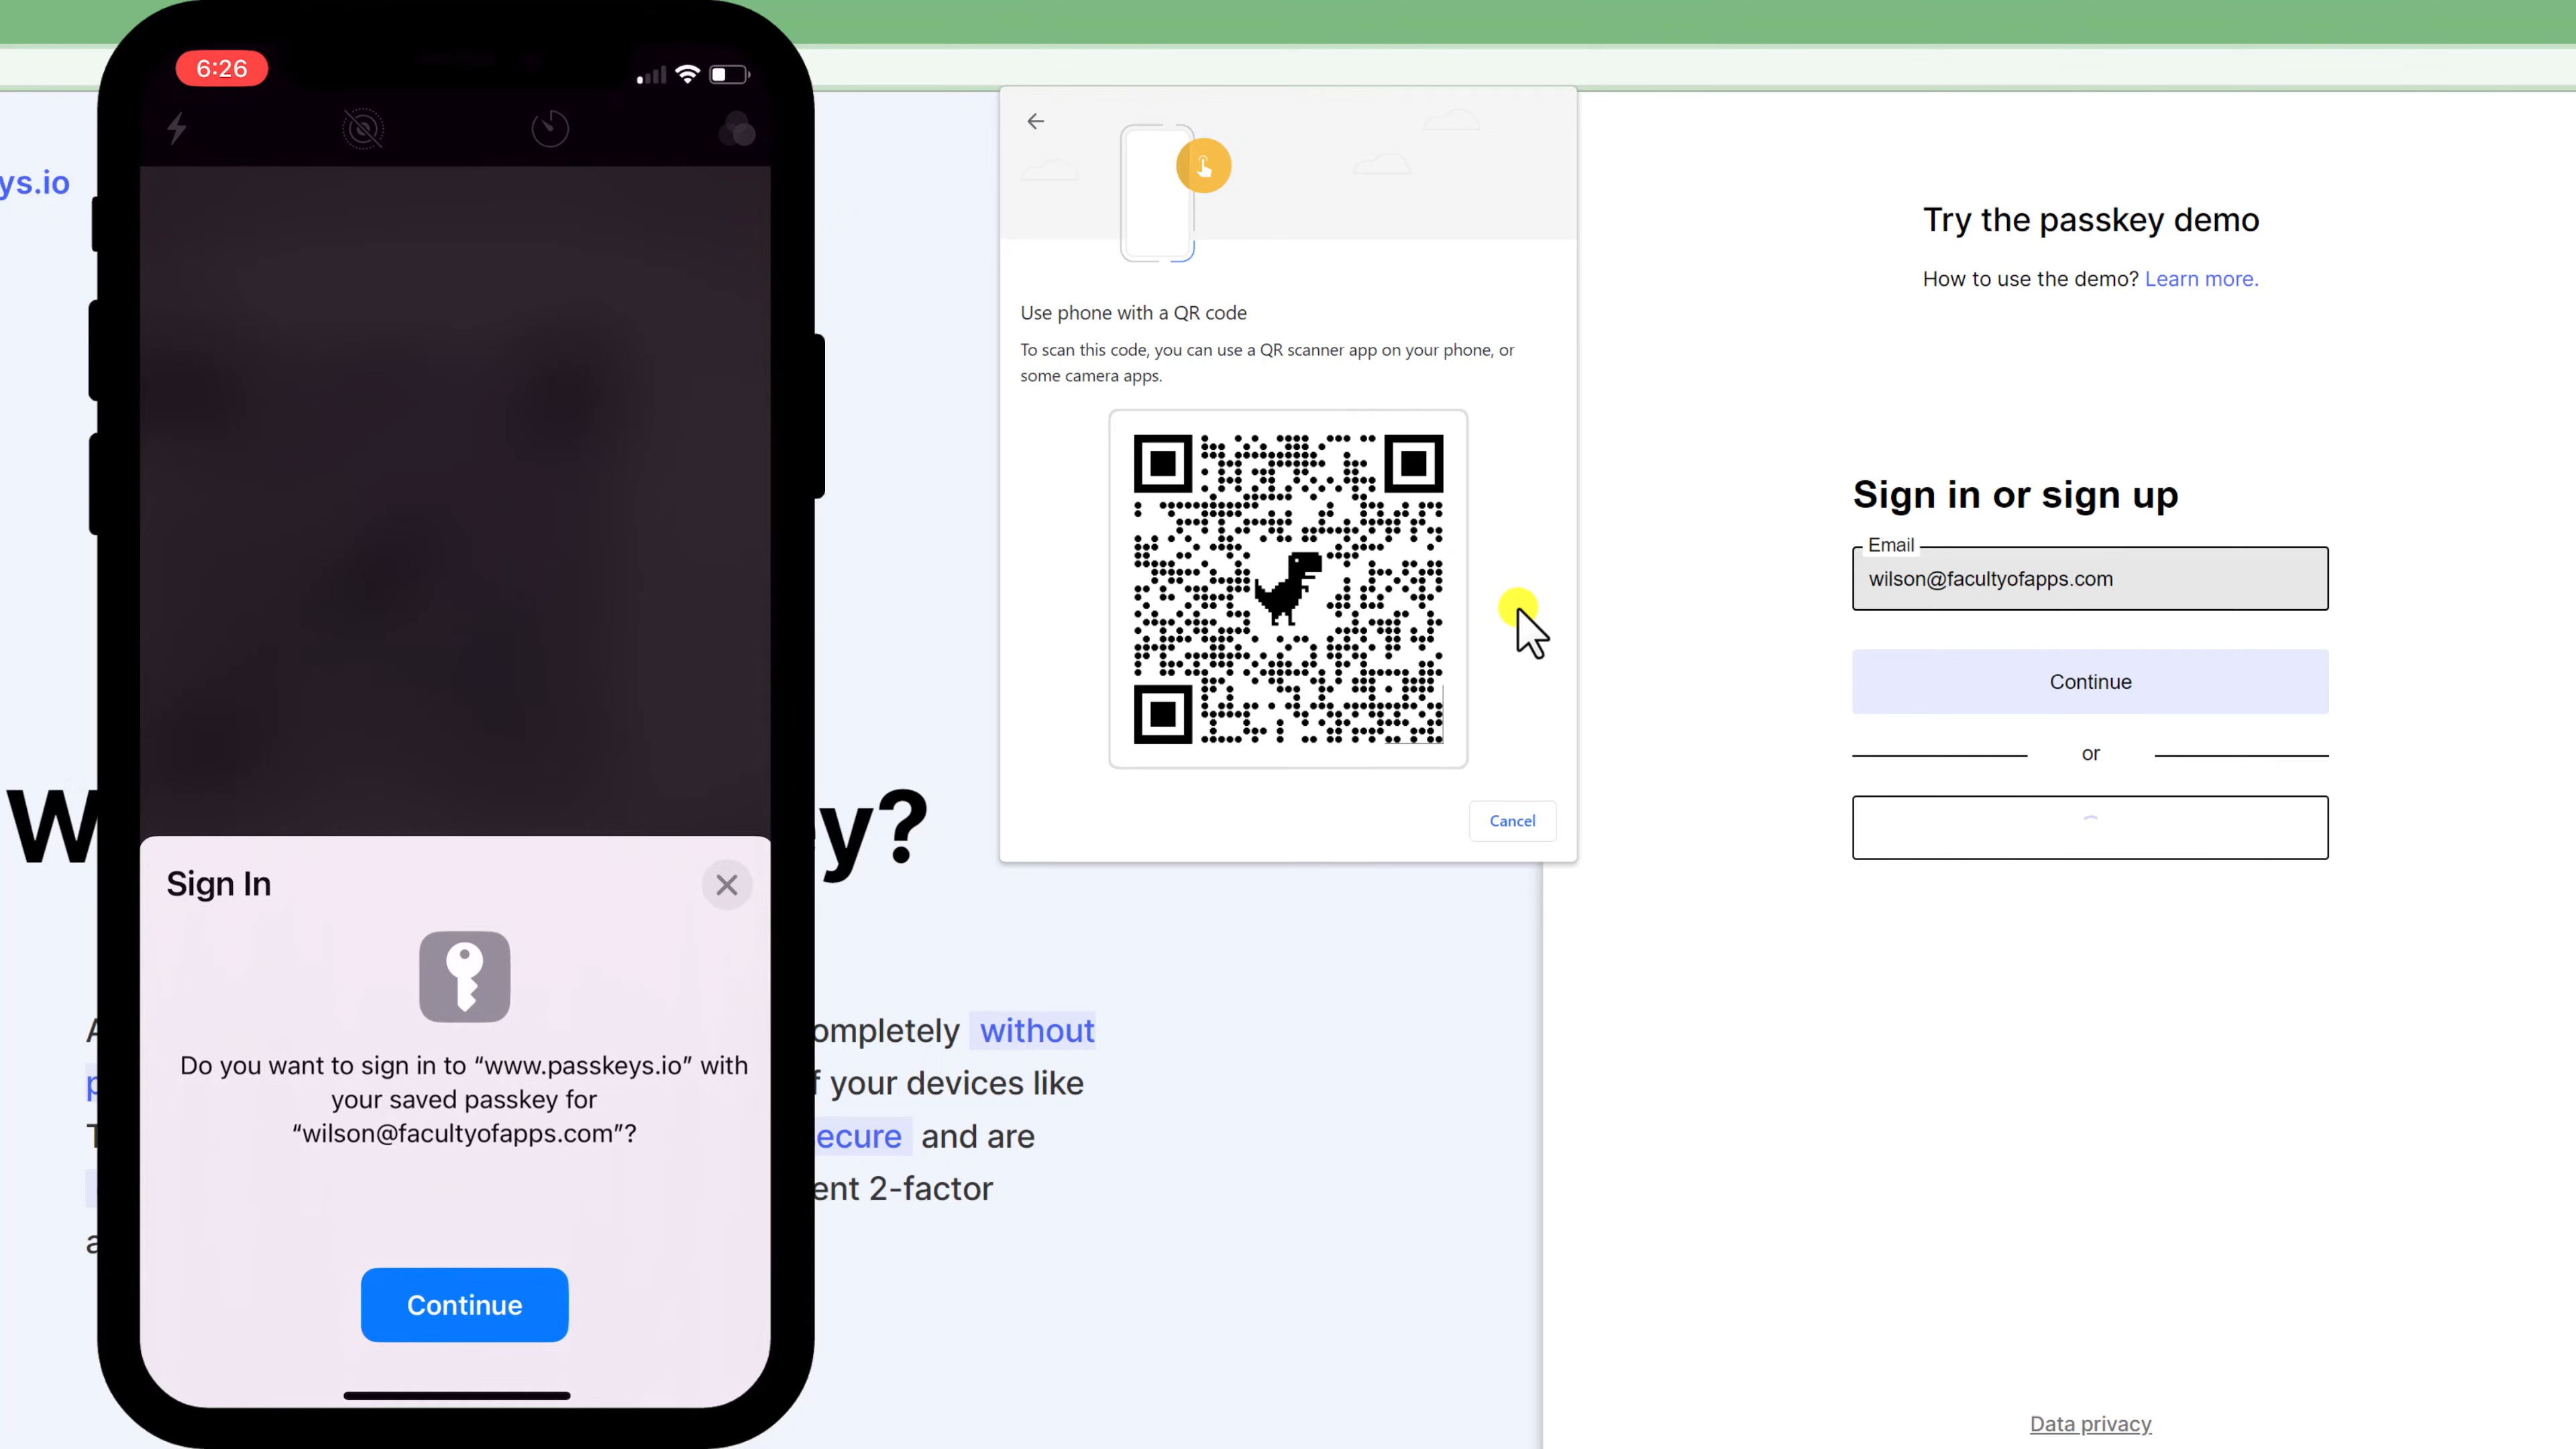 6:26
ys.io
W
y?
ompletely without
f your devices like
ecure and are
ent 2-factor
Sign In
Do you want to sign in to “www.passkeys.io” with
your saved passkey for
“wilson@facultyofapps.com”?
Continue
Use phone with a QR code
To scan this code, you can use a QR scanner app on your phone, or
some camera apps.
Cancel
Try the passkey demo
How to use the demo? Learn more.
Sign in or sign up
Email
wilson@facultyofapps.com
Continue
or
Data privacy